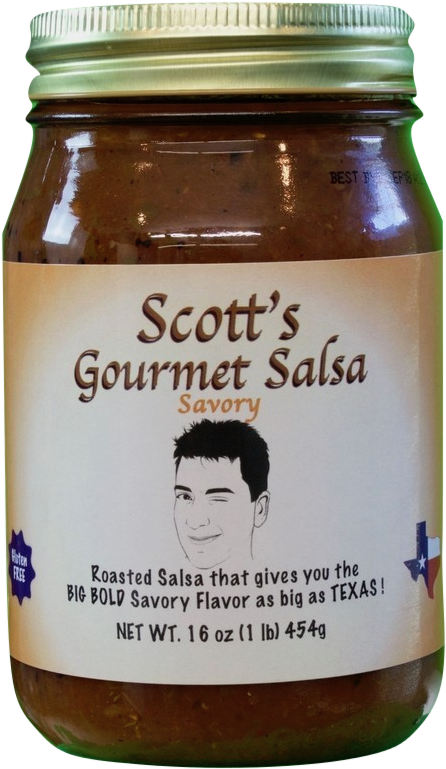 BEST
Scott's
Gourmet Salsa
Savory
Gluten
FREE
Roasted Salsa that gives you the
BIG BOLD Savory Flavor as big as TEXAS!
NET WT. 16 oz (1 lb) 454g